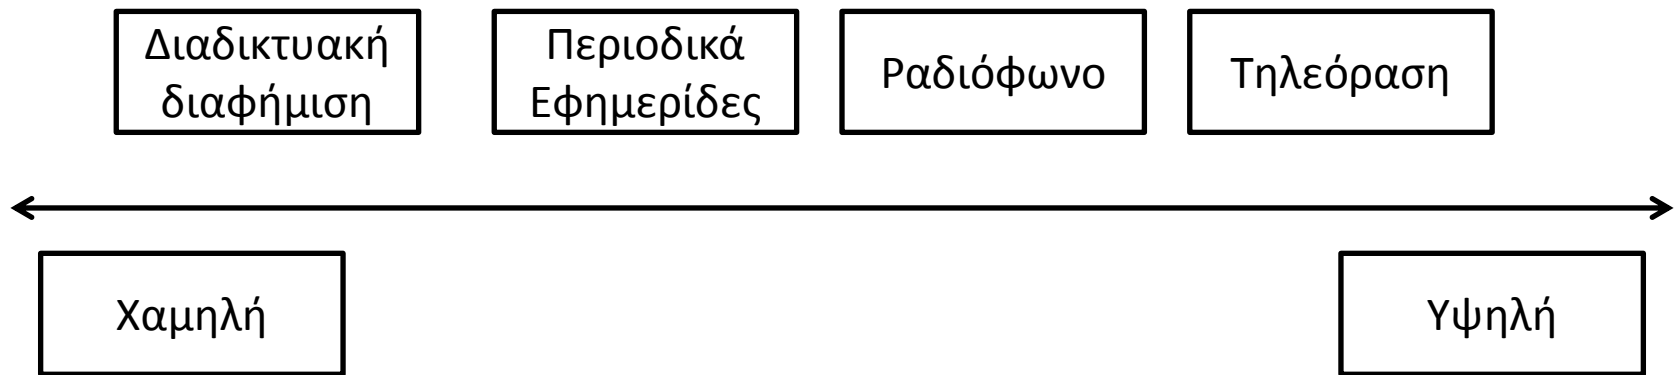 Διαδικτυακή
διαφήμιση
Περιοδικά
Εφημερίδες
Ραδιόφωνο
Τηλεόραση
Χαμηλή
Υψηλή